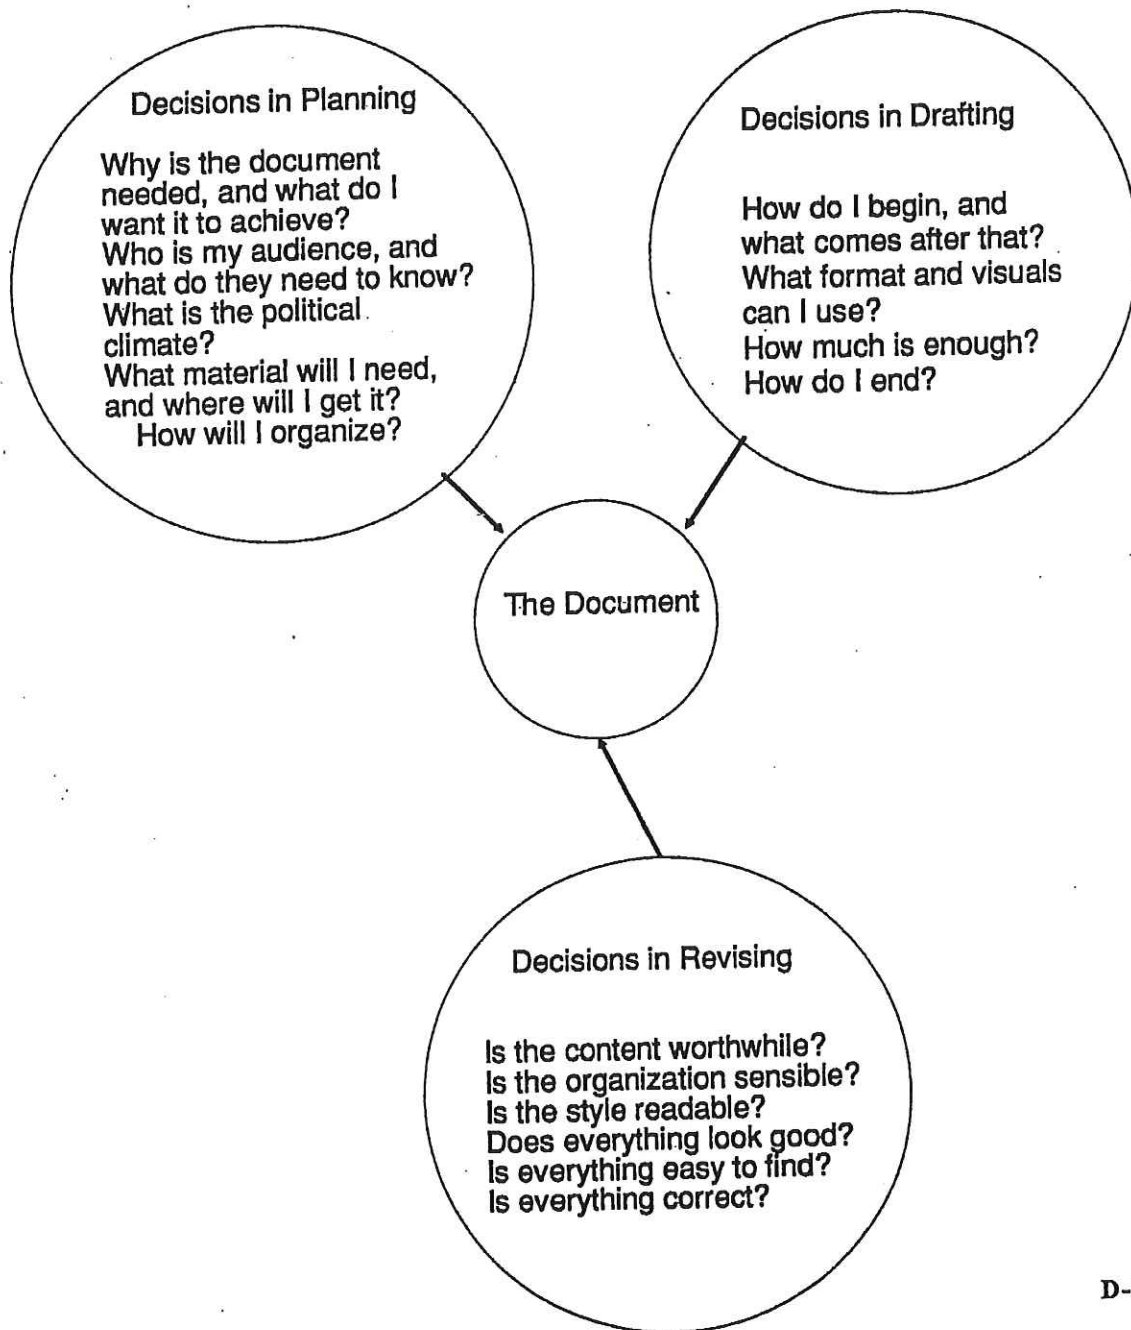 Decisions in Planning
Why is the document
needed, and what do I
want it to achieve?
Who is my audience, and
what do they need to know?
What is the political
climate?
What material will I need,
and where will I get it?
How will I organize?
Decisions in Drafting
How do I begin, and
what comes after that?
What format and visuals
can I use?
How much is enough?
How do I end?
The Document
Decisions in Revising
Is the content worthwhile?
Is the organization sensible?
Is the style readable?
Does everything look good?
Is everything easy to find?
Is everything correct?
D-